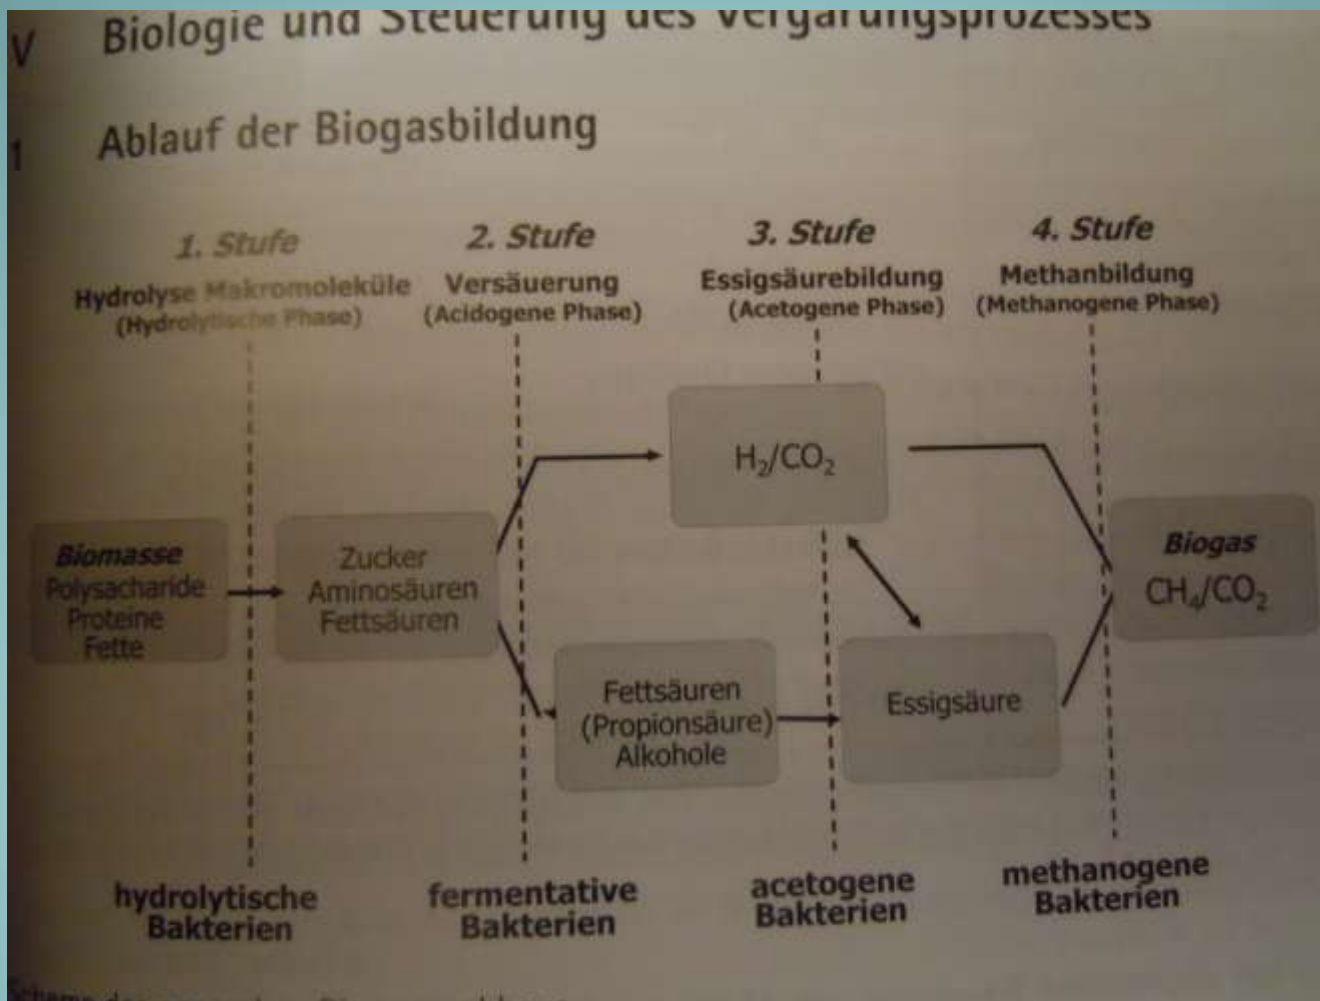 V Biologie und Steuerung des Vergärungsprozesses
1 Ablauf der Biogasbildung
1. Stufe
Hydrolyse Makromoleküle
(Hydrolytische Phase)
2. Stufe
Versäuerung
(Acidogene Phase)
3. Stufe
Essigsäurebildung
(Acetogene Phase)
4. Stufe
Methanbildung
(Methanogene Phase)
H₂/CO₂
Biomasse
Polysacharide
Proteine
Fette
Zucker
Aminosäuren
Fettsäuren
Biogas
CH₄/CO₂
Fettsäuren
(Propionsäure)
Alkohole
Essigsäure
hydrolytische
Bakterien
fermentative
Bakterien
acetogene
Bakterien
methanogene
Bakterien